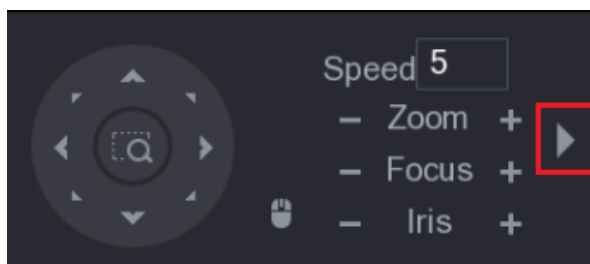 Speed 5
− Zoom +
− Focus +
− Iris +